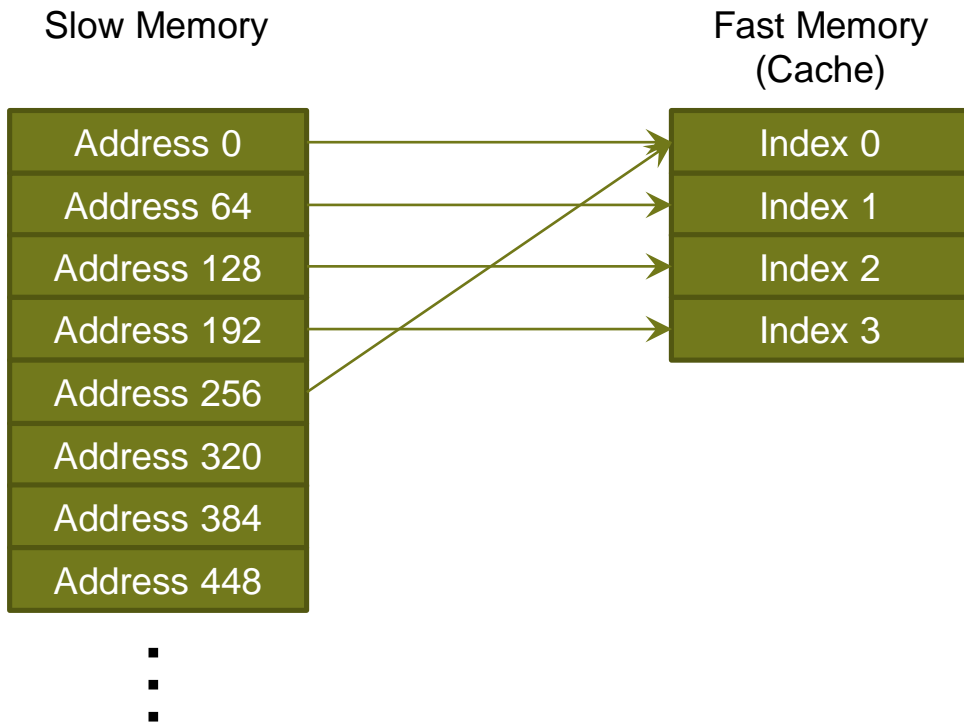 Slow Memory
Fast Memory
(Cache)
Address 0
Address 64
Address 128
Address 192
Address 256
Address 320
Address 384
Address 448
Index 0
Index 1
Index 2
Index 3